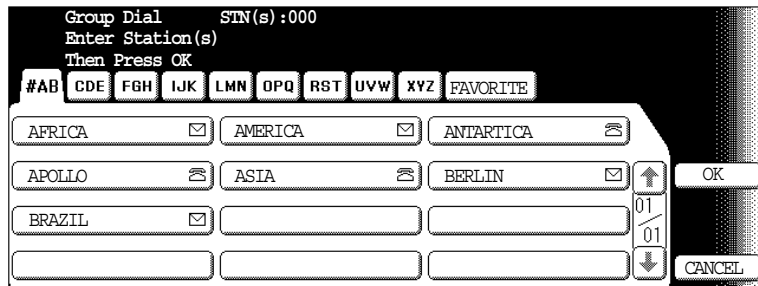 Group Dial STN(s):000
Enter Station(s)
Then Press OK
#AB CDE FGH IJK LMN OPQ RST UVW XYZ FAVORITE
AFRICA AMERICA ANTARTICA
APOLLO ASIA BERLIN OK
BRAZIL 01/01
CANCEL